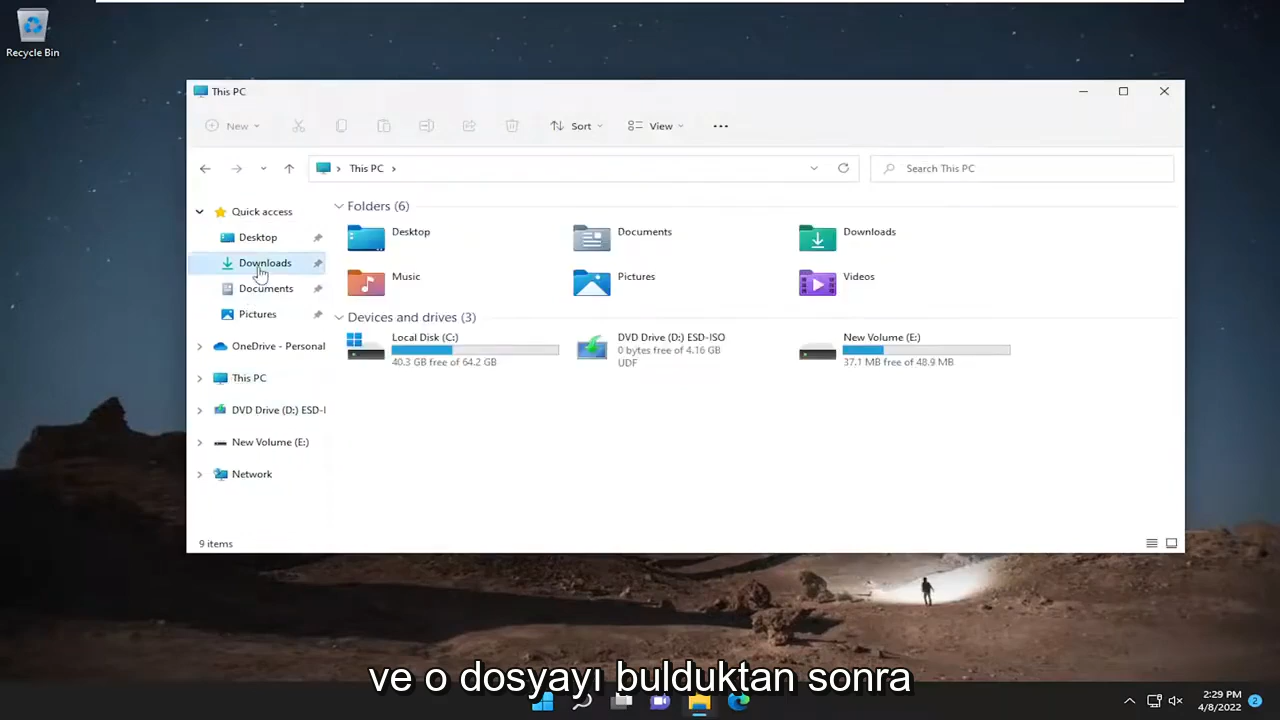 Recycle Bin
This PC
New
Sort
View
This PC
Search This PC
Quick access
Desktop
Downloads
Documents
Pictures
OneDrive - Personal
This PC
DVD Drive (D:) ESD-I
New Volume (E:)
Network
Folders (6)
Desktop
Documents
Downloads
Music
Pictures
Videos
Devices and drives (3)
Local Disk (C:)
40.3 GB free of 64.2 GB
DVD Drive (D:) ESD-ISO
0 bytes free of 4.16 GB
UDF
New Volume (E:)
37.1 MB free of 48.9 MB
9 items
ve o dosyayı bulduktan sonra
2:29 PM
4/8/2022
2